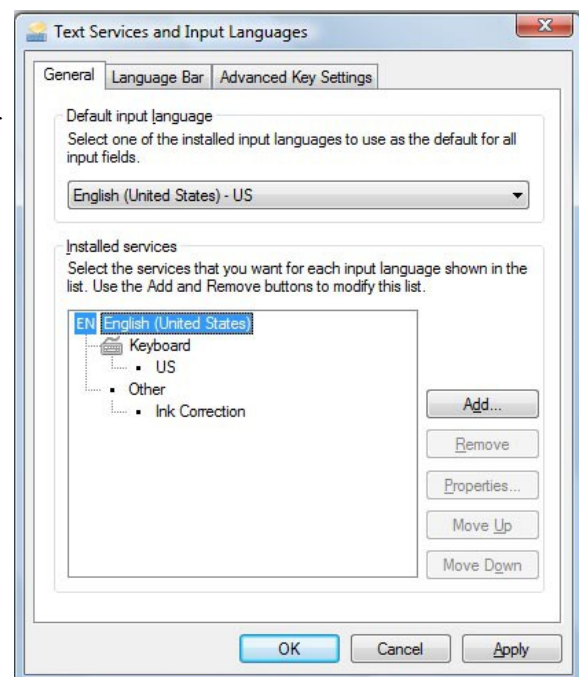 Text Services and Input Languages
General
Language Bar
Advanced Key Settings
Default input language
Select one of the installed input languages to use as the default for all
input fields.
English (United States) - US
Installed services
Select the services that you want for each input language shown in the
list. Use the Add and Remove buttons to modify this list.
EN English (United States)
Keyboard
US
Other
Ink Correction
Add...
Remove
Properties...
Move Up
Move Down
OK
Cancel
Apply